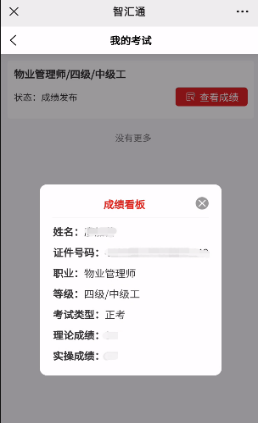 智汇通
我的考试
物业管理师/四级/中级工
状态：成绩发布
查看成绩
没有更多
成绩看板
姓名：
证件号码：
职业：物业管理师
等级：四级/中级工
考试类型：正考
理论成绩：
实操成绩：